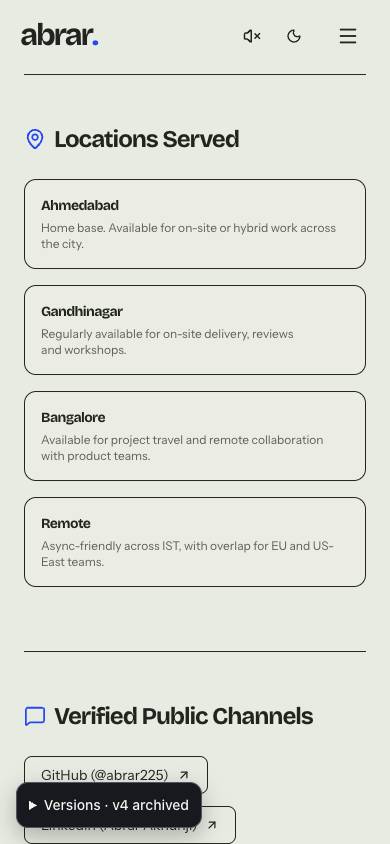 abrar.
Locations Served
Ahmedabad
Home base. Available for on-site or hybrid work across
the city.
Gandhinagar
Regularly available for on-site delivery, reviews
and workshops.
Bangalore
Available for project travel and remote collaboration
with product teams.
Remote
Async-friendly across IST, with overlap for EU and US-
East teams.
Verified Public Channels
GitHub (@abrar225)
Versions · v4 archived